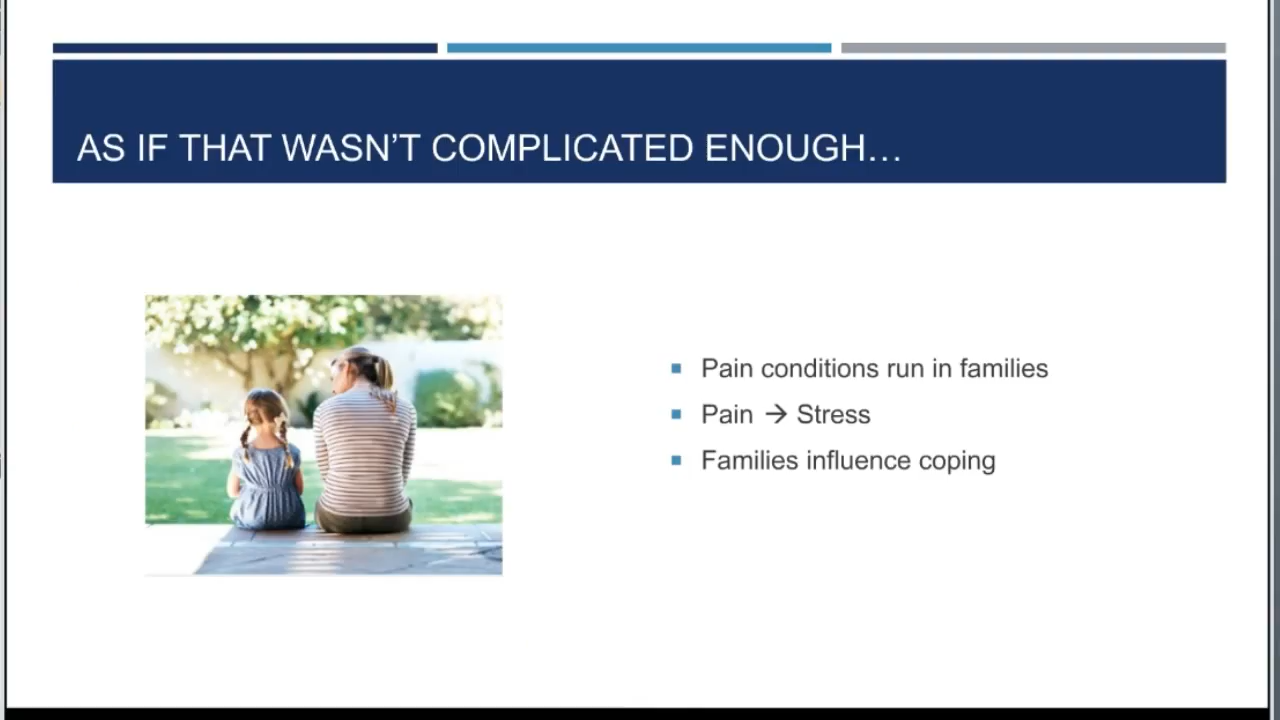 AS IF THAT WASN’T COMPLICATED ENOUGH…
Pain conditions run in families
Pain → Stress
Families influence coping